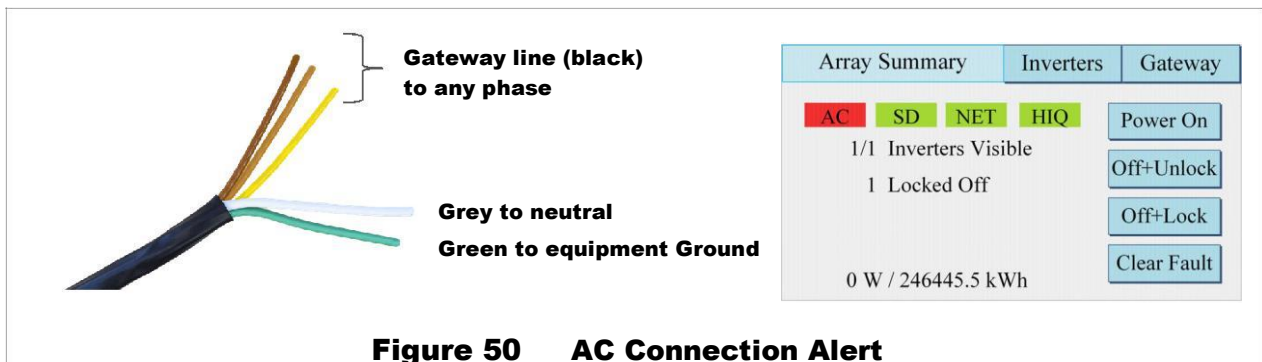 Gateway line (black)
to any phase
Grey to neutral
Green to equipment Ground
Array Summary Inverters Gateway
AC SD NET HIQ
1/1 Inverters Visible
1 Locked Off
0 W / 246445.5 kWh
Power On
Off+Unlock
Off+Lock
Clear Fault
Figure 50 AC Connection Alert